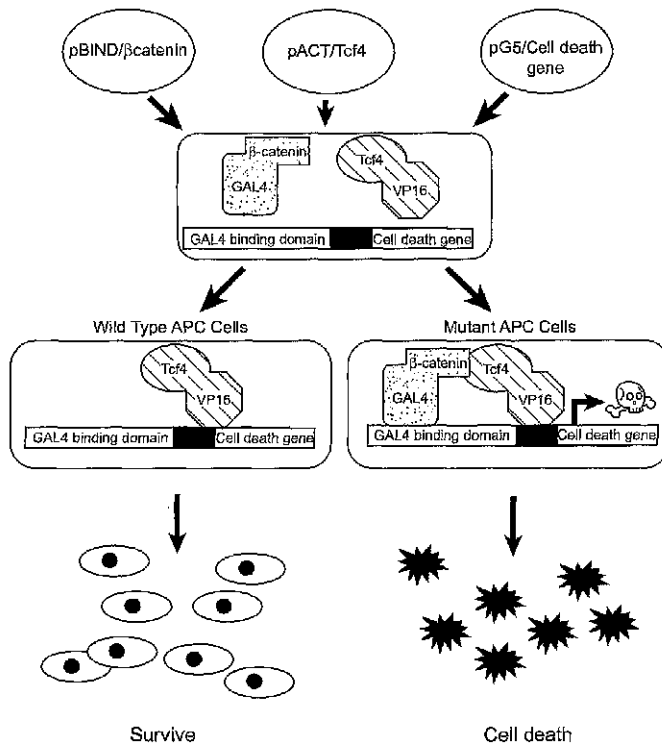 pBIND/βcatenin
pACT/Tcf4
pG5/Cell death
gene
β-catenin
GAL4
Tcf4
VP16
GAL4 binding domain
Cell death gene
Wild Type APC Cells
Mutant APC Cells
Tcf4
VP16
GAL4 binding domain
Cell death gene
β-catenin
GAL4
Tcf4
VP16
GAL4 binding domain
Cell death gene
Survive
Cell death